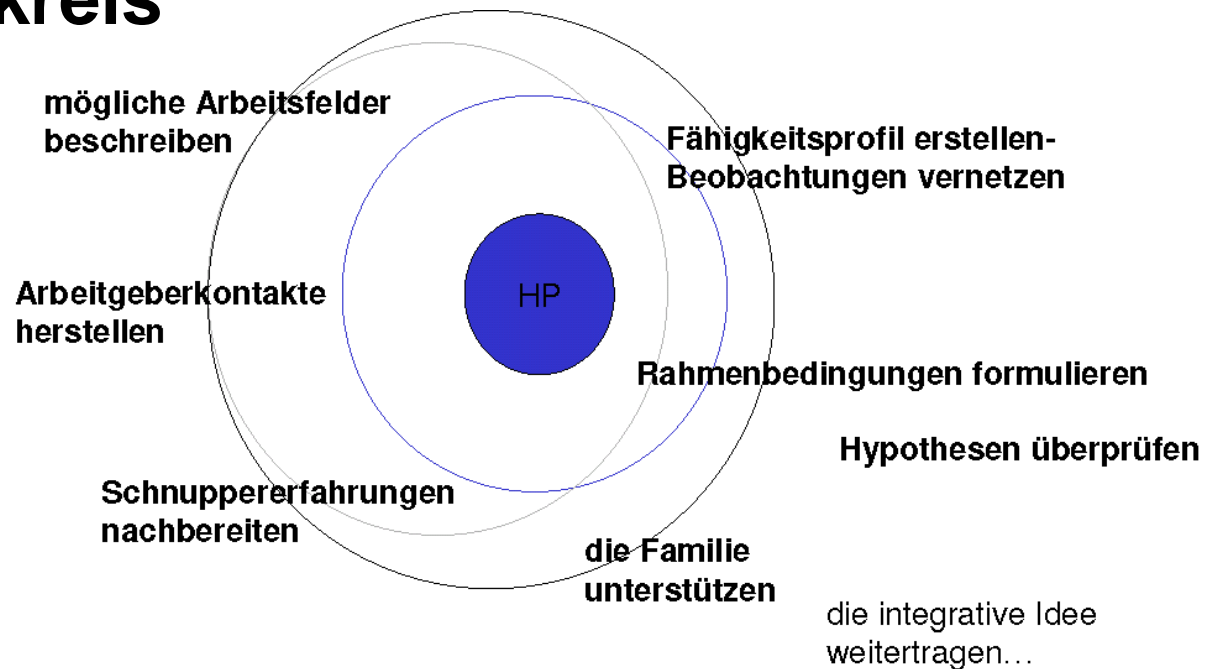 kreis
mögliche Arbeitsfelder
beschreiben
Fähigkeitsprofil erstellen-
Beobachtungen vernetzen
Arbeitgeberkontakte
herstellen
HP
Rahmenbedingungen formulieren
Hypothesen überprüfen
Schnuppererfahrungen
nachbereiten
die Familie
unterstützen
die integrative Idee
weitertragen…